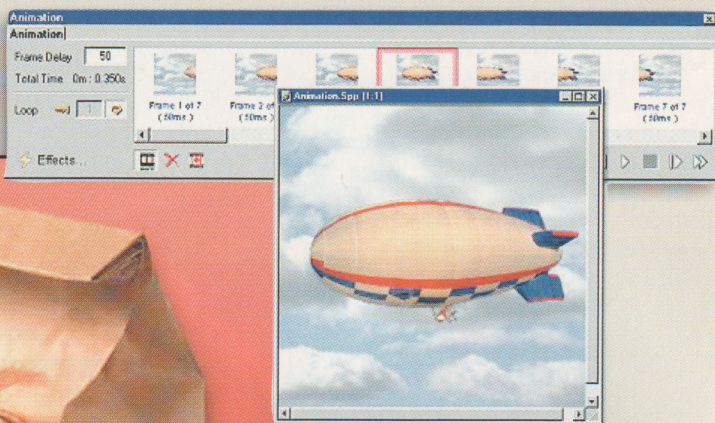 Animation
Animation
Frame Delay 50
Total Time 0m : 0.350s
Loop 1
Effects...
Frame 1 of 7
( 50ms )
Frame 2 of
Frame 7 of 7
( 50ms )
Animation.Spp [1:1]